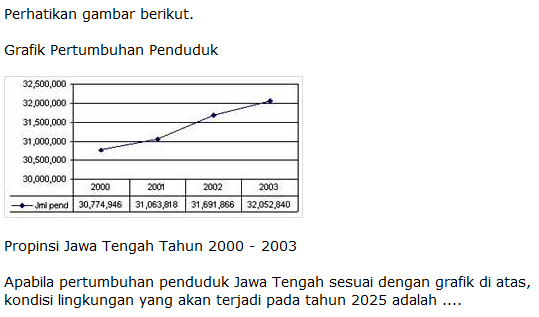 Perhatikan gambar berikut.
Grafik Pertumbuhan Penduduk
32,500,000
32,000,000
31,500,000
31,000,000
30,500,000
30,000,000
2000 2001 2002 2003
Jml pend 30,774,946 31,063,818 31,691,866 32,052,840
Propinsi Jawa Tengah Tahun 2000 - 2003
Apabila pertumbuhan penduduk Jawa Tengah sesuai dengan grafik di atas,
kondisi lingkungan yang akan terjadi pada tahun 2025 adalah ....